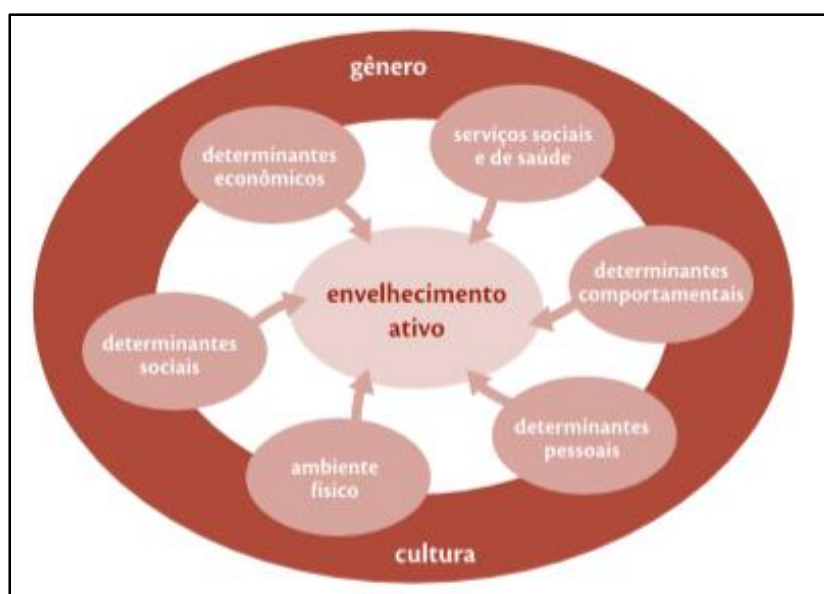 gênero
determinantes
econômicos
serviços sociais
e de saúde
determinantes
comportamentais
envelhecimento
ativo
determinantes
sociais
determinantes
pessoais
ambiente
físico
cultura